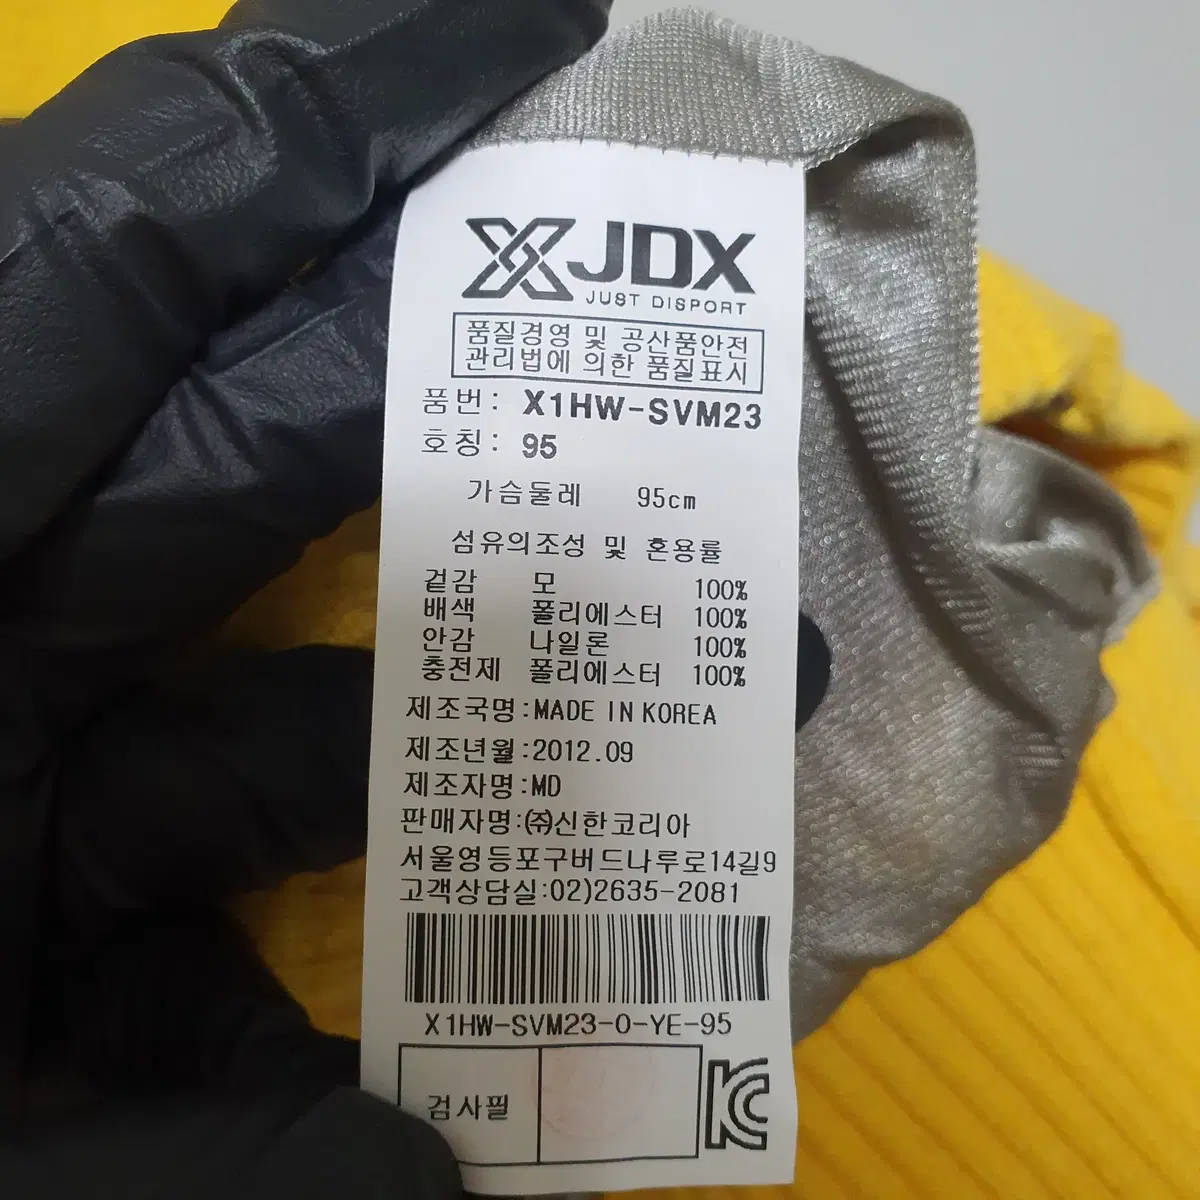 JDX
JUST DISPORT
품질경영 및 공산품안전
관리법에 의한 품질표시
품번: X1HW-SVM23
호칭: 95
가슴둘레 95cm
섬유의조성 및 혼용률
겉감 모 100%
배색 폴리에스터 100%
안감 나일론 100%
충전제 폴리에스터 100%
제조국명:MADE IN KOREA
제조년월:2012.09
제조자명:MD
판매자명:㈜신한코리아
서울영등포구버드나루로14길9
고객상담실:02)2635-2081
X1HW-SVM23-0-YE-95
검사필